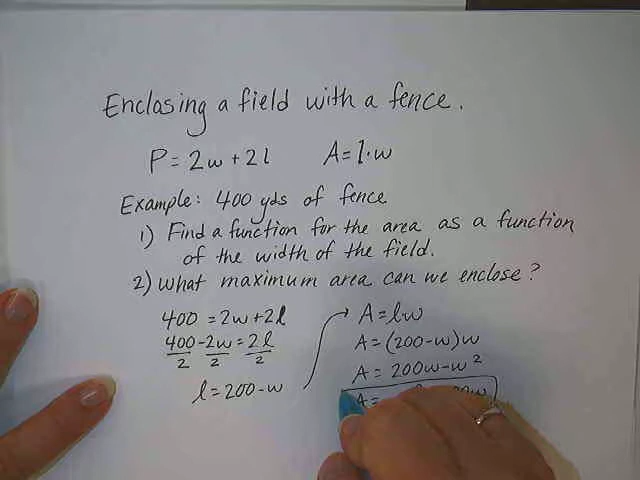 Enclosing a field with a fence.
P = 2w + 2l A = l·w
Example: 400 yds of fence
1) Find a function for the area as a function
of the width of the field.
2) What maximum area can we enclose?
400 = 2w + 2l
400 - 2w = 2l
2 2 2
l = 200 - w
A = lw
A = (200 - w)w
A = 200w - w²
A =